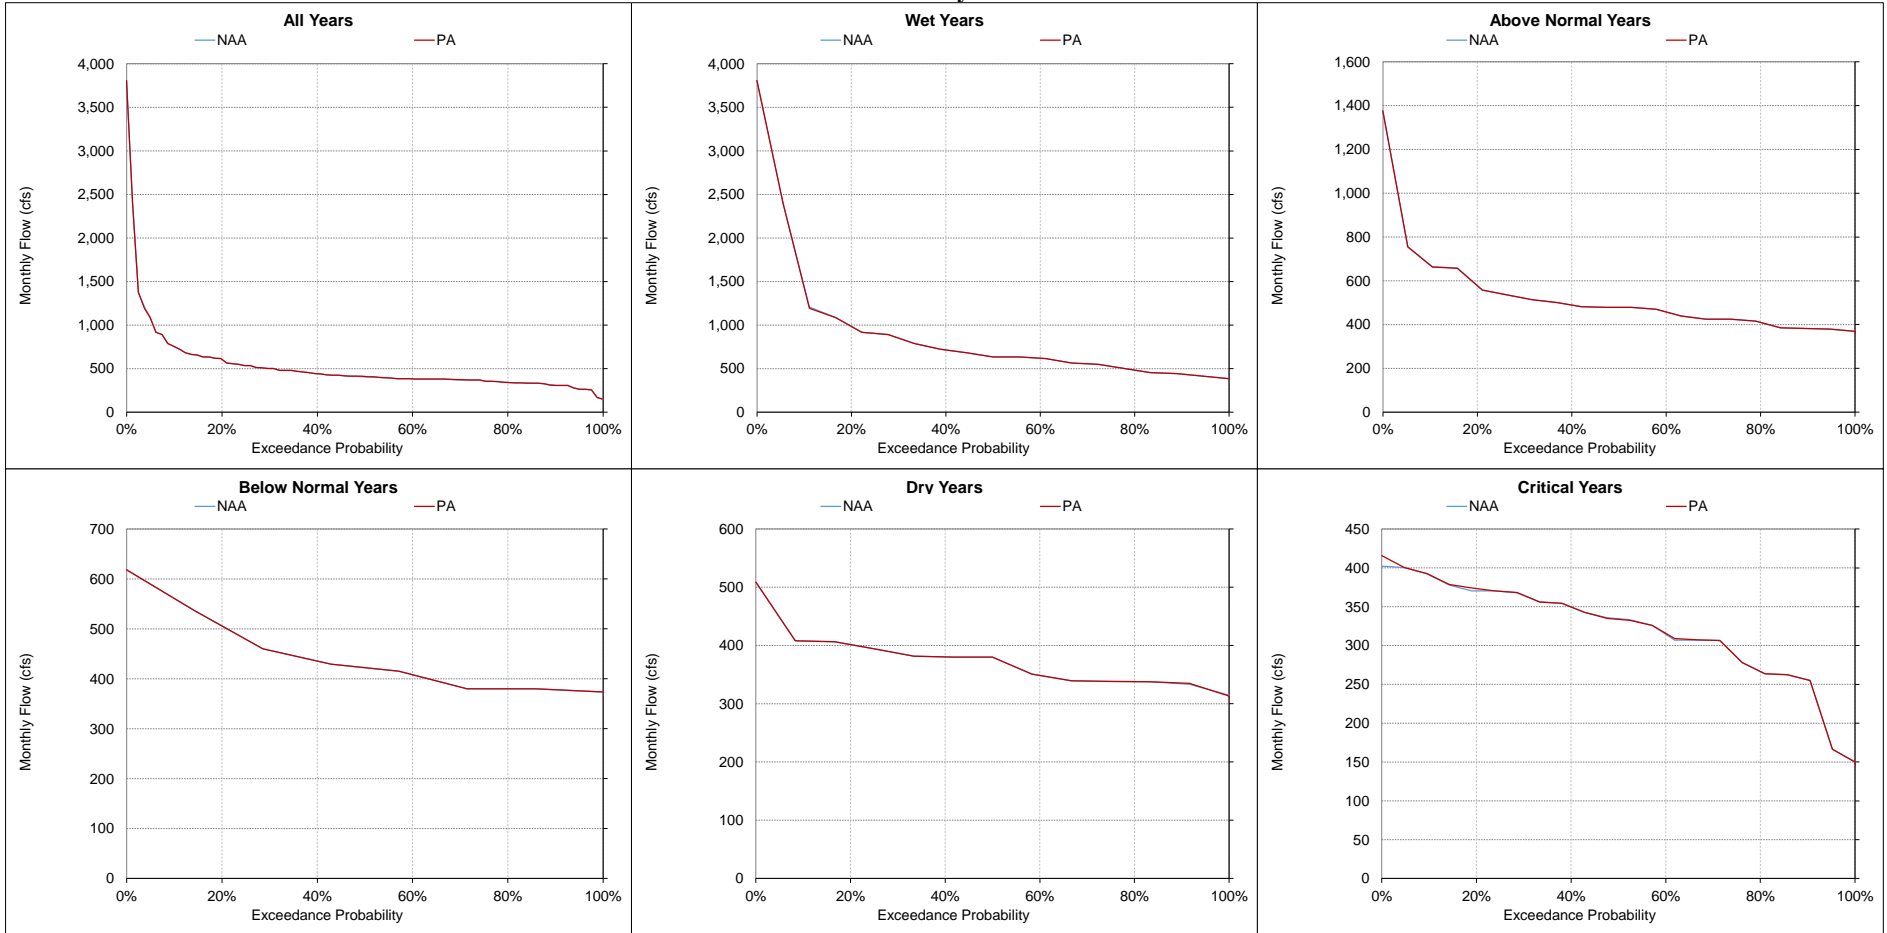 All Years
NAA PA
4,000
3,500
3,000
2,500
2,000
1,500
1,000
500
0
Monthly Flow (cfs)
0% 20% 40% 60% 80% 100%
Exceedance Probability
Wet Years
NAA PA
4,000
3,500
3,000
2,500
2,000
1,500
1,000
500
0
Monthly Flow (cfs)
0% 20% 40% 60% 80% 100%
Exceedance Probability
Above Normal Years
NAA PA
1,600
1,400
1,200
1,000
800
600
400
200
0
Monthly Flow (cfs)
0% 20% 40% 60% 80% 100%
Exceedance Probability
Below Normal Years
NAA PA
700
600
500
400
300
200
100
0
Monthly Flow (cfs)
0% 20% 40% 60% 80% 100%
Exceedance Probability
Dry Years
NAA PA
600
500
400
300
200
100
0
Monthly Flow (cfs)
0% 20% 40% 60% 80% 100%
Exceedance Probability
Critical Years
NAA PA
450
400
350
300
250
200
150
100
50
0
Monthly Flow (cfs)
0% 20% 40% 60% 80% 100%
Exceedance Probability